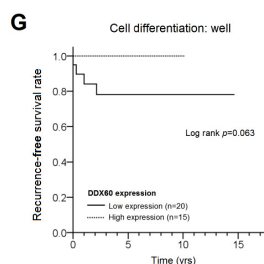 G
Cell differentiation: well
Recurrence-free survival rate
1.0
0.8
0.6
0.4
0.2
0.0
Log rank p=0.063
DDX60 expression
Low expression (n=20)
High expression (n=15)
0 5 10 15
Time (yrs)